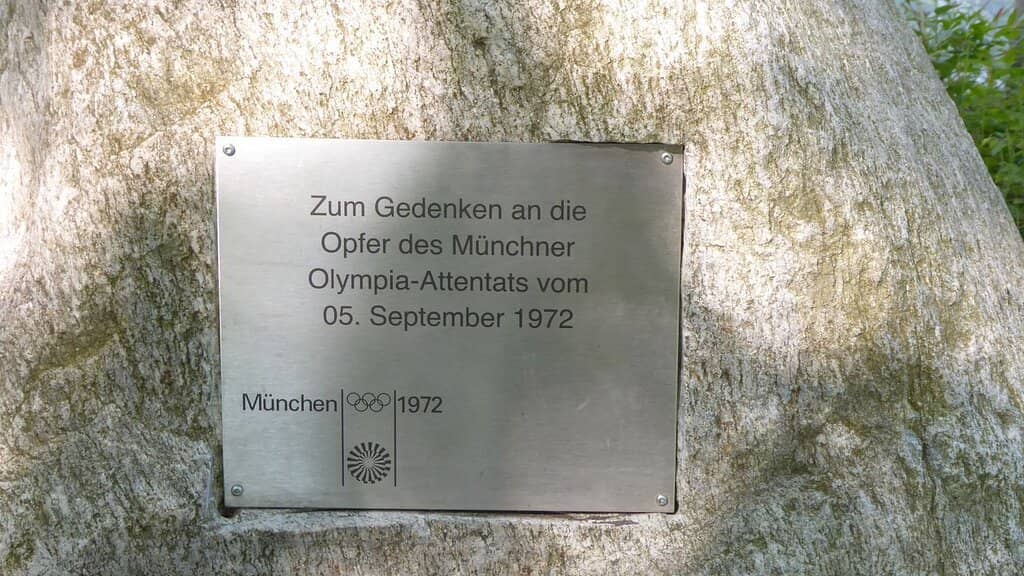 Zum Gedenken an die
Opfer des Münchner
Olympia-Attentats vom
05. September 1972
München 1972